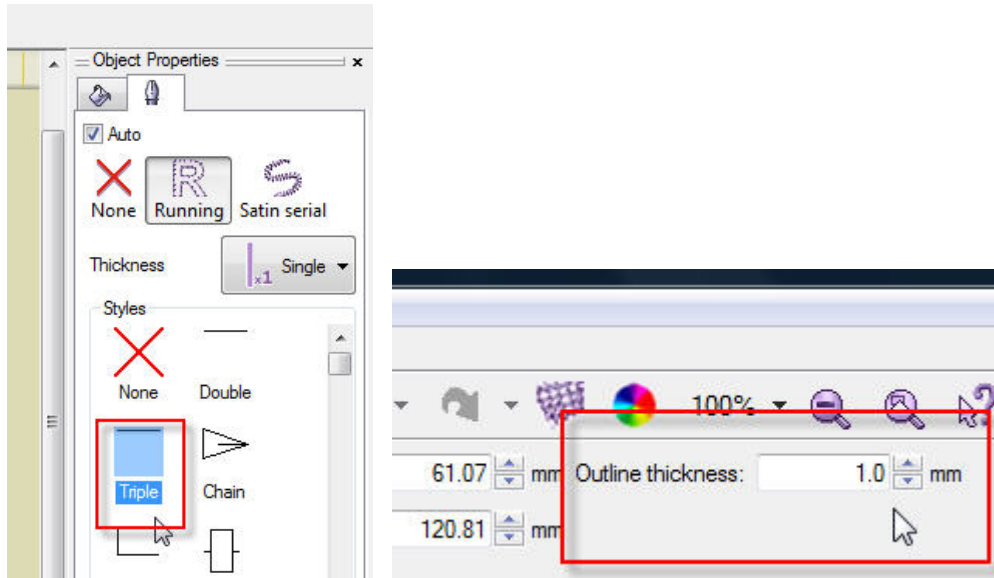 Object Properties
Auto
None Running Satin serial
Thickness
x1 Single
Styles
None Double
Triple Chain
100%
61.07 mm Outline thickness: 1.0 mm
120.81 mm